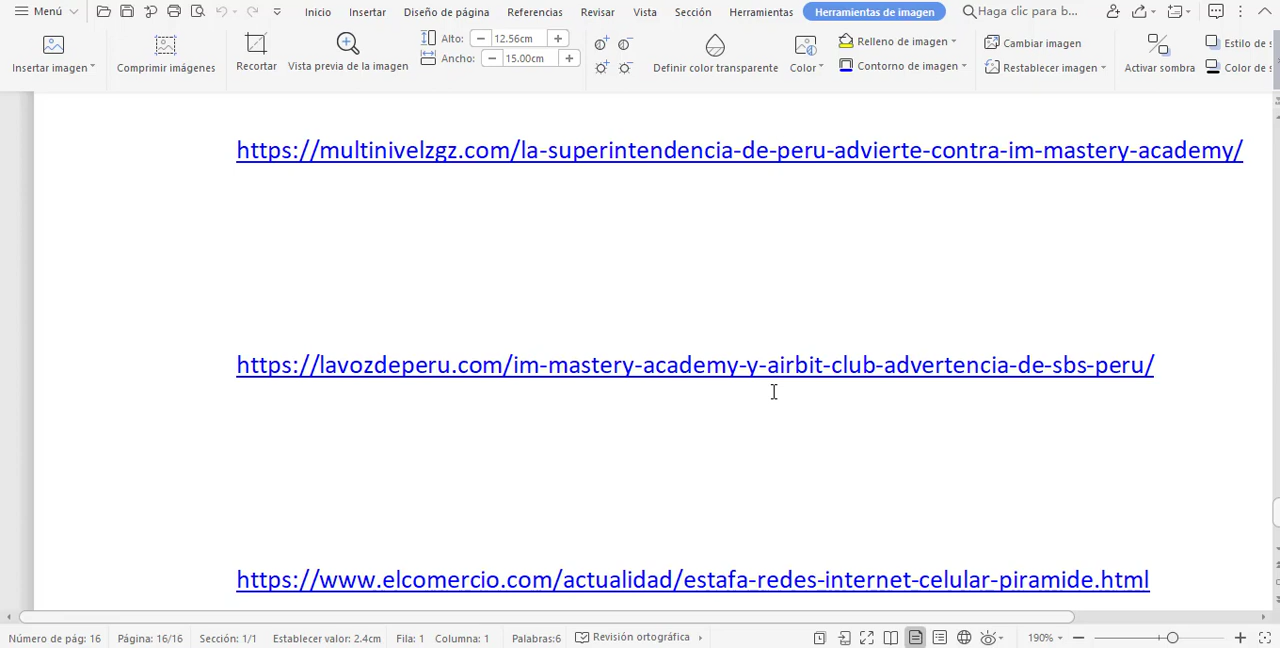 Menú Inicio Insertar Diseño de página Referencias Revisar Vista Sección Herramientas Herramientas de imagen Haga clic para b...
Insertar imagen Comprimir imágenes Recortar Vista previa de la imagen
Alto: 12.56cm
Ancho: 15.00cm
Definir color transparente Color
Relleno de imagen
Contorno de imagen
Cambiar imagen
Restablecer imagen
Activar sombra
Estilo de
Color de
https://multinivelzgz.com/la-superintendencia-de-peru-advierte-contra-im-mastery-academy/
https://lavozdeperu.com/im-mastery-academy-y-airbit-club-advertencia-de-sbs-peru/
https://www.elcomercio.com/actualidad/estafa-redes-internet-celular-piramide.html
Número de pág: 16 Página: 16/16 Sección: 1/1 Establecer valor: 2.4cm Fila: 1 Columna: 1 Palabras:6 Revisión ortográfica 190%